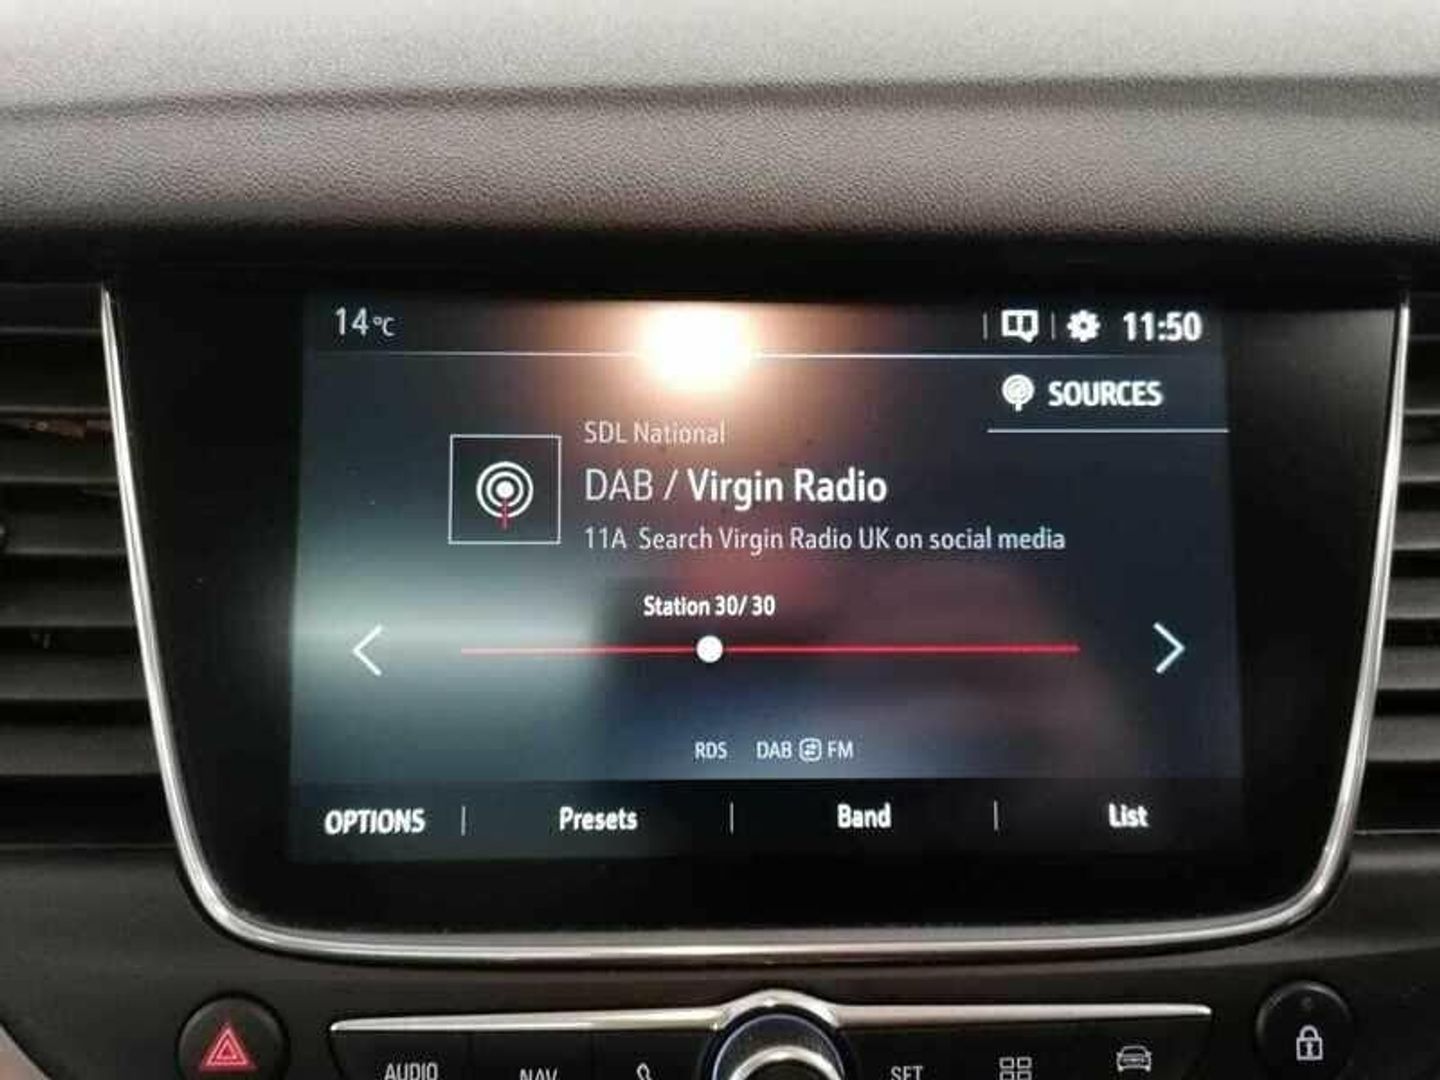 14°C 11:50
SOURCES
SDL National
DAB / Virgin Radio
11A Search Virgin Radio UK on social media
Station 30/ 30
RDS DAB FM
OPTIONS | Presets | Band | List
AUDIO NAV SET